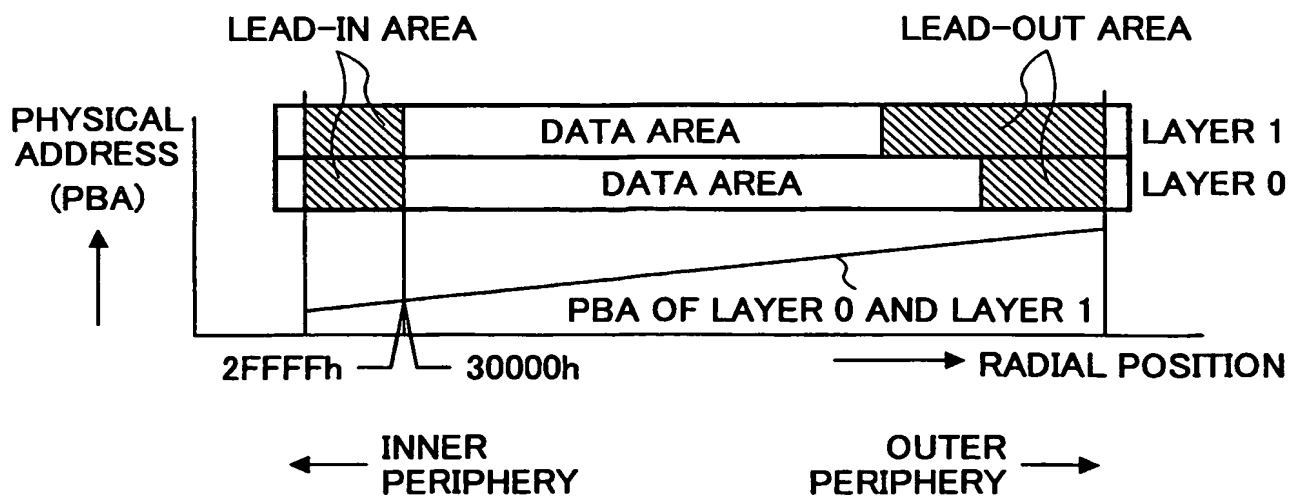 LEAD-IN AREA
LEAD-OUT AREA
PHYSICAL
ADDRESS
(PBA)
DATA AREA
LAYER 1
DATA AREA
LAYER 0
PBA OF LAYER 0 AND LAYER 1
2FFFFh
30000h
RADIAL POSITION
INNER
PERIPHERY
OUTER
PERIPHERY